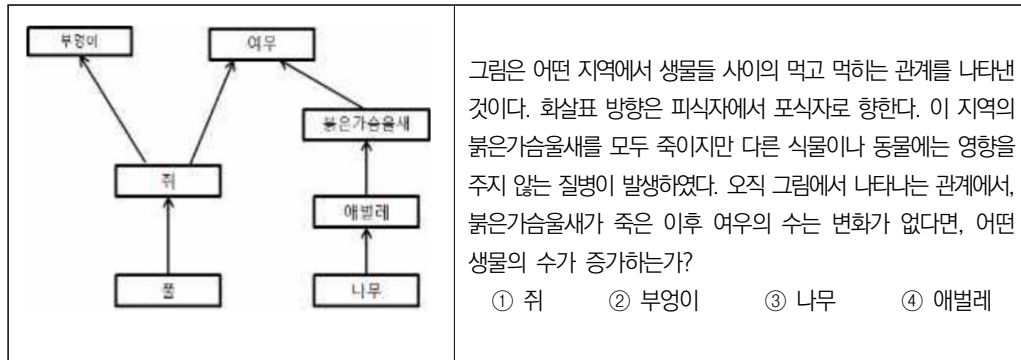 부엉이
여우
붉은가슴울새
쥐
애벌레
풀
나무
그림은 어떤 지역에서 생물들 사이의 먹고 먹히는 관계를 나타낸
것이다. 화살표 방향은 피식자에서 포식자로 향한다. 이 지역의
붉은가슴울새를 모두 죽이지만 다른 식물이나 동물에는 영향을
주지 않는 질병이 발생하였다. 오직 그림에서 나타나는 관계에서,
붉은가슴울새가 죽은 이후 여우의 수는 변화가 없다면, 어떤
생물의 수가 증가하는가?
① 쥐 ② 부엉이 ③ 나무 ④ 애벌레